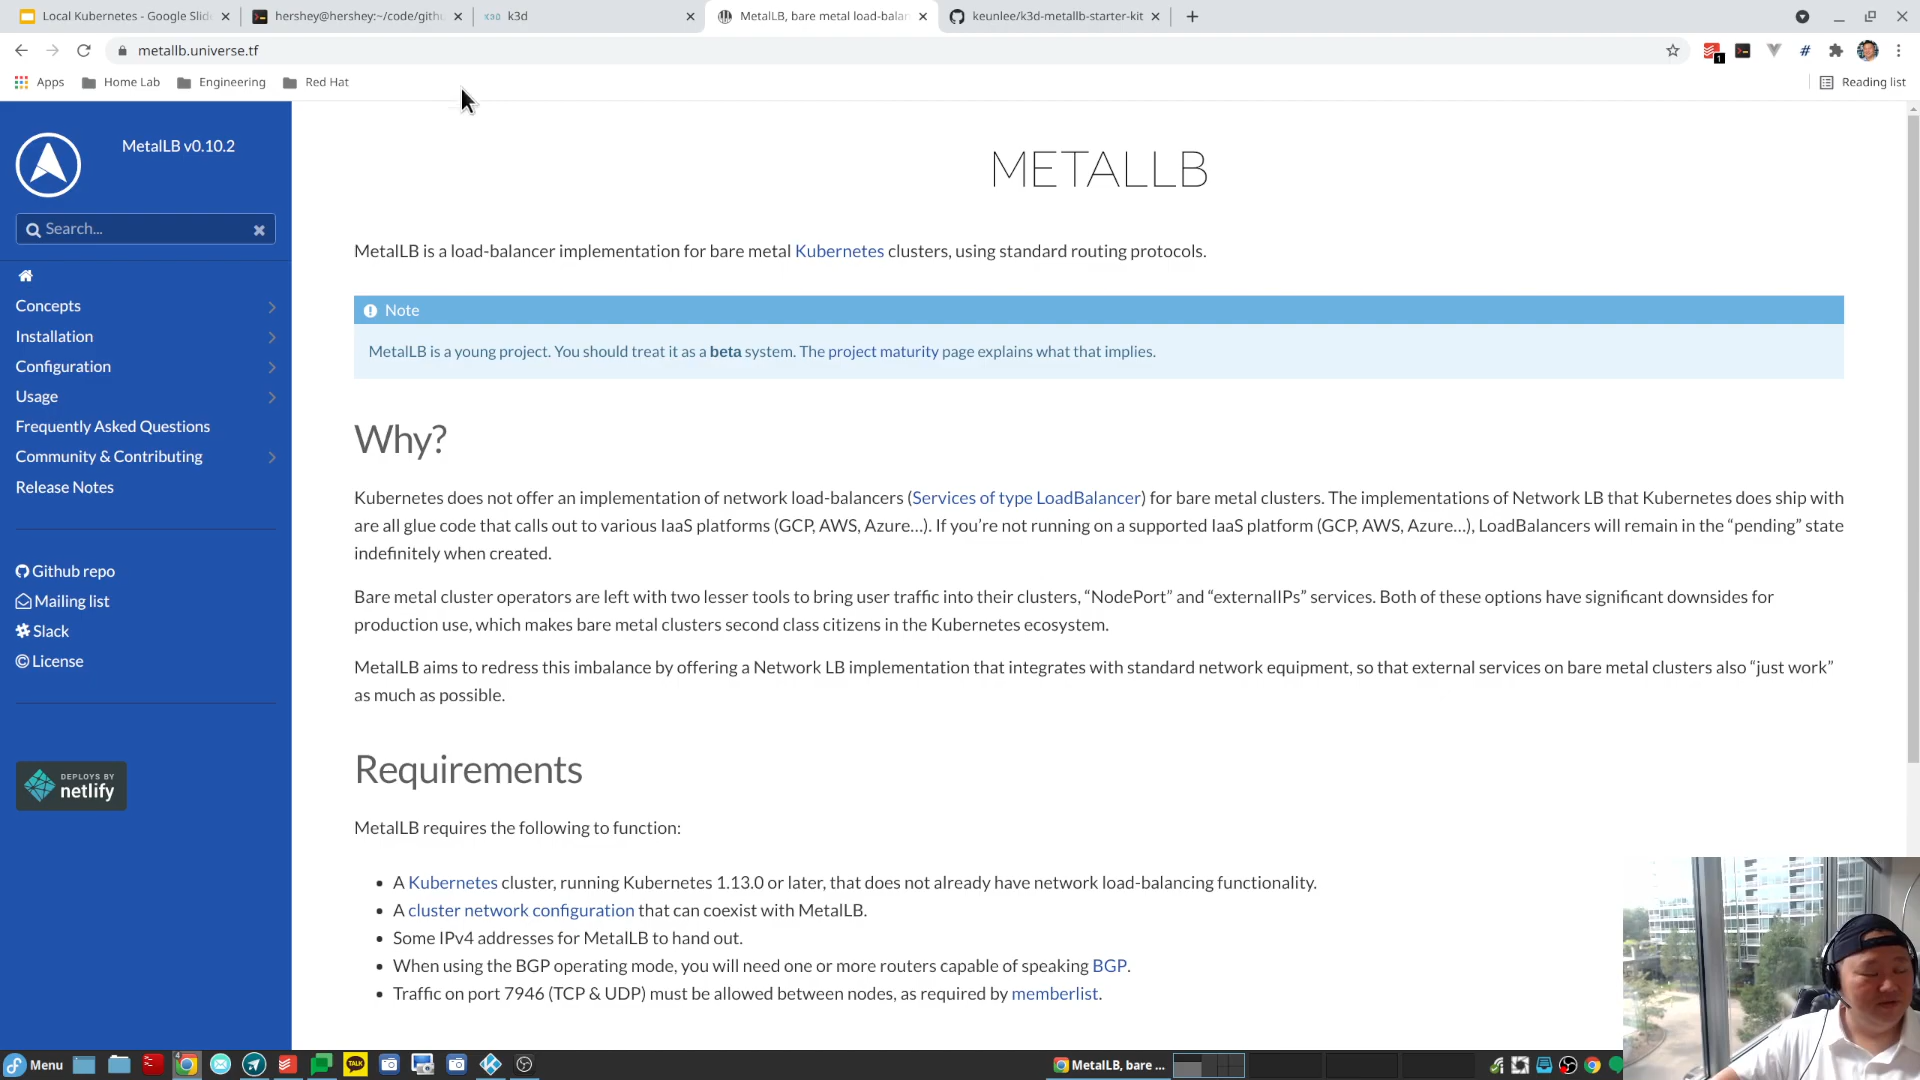 Local Kubernetes - Google Slid
hershey@hershey:~/code/githu
k3d
MetalLB, bare metal load-balan
keunlee/k3d-metallb-starter-kit
metallb.universe.tf
1
Apps
Home Lab
Engineering
Red Hat
Reading list
MetalLB v0.10.2
Search...
Concepts
Installation
Configuration
Usage
Frequently Asked Questions
Community & Contributing
Release Notes
Github repo
Mailing list
Slack
License
DEPLOYS BY
netlify
METALLB
MetalLB is a load-balancer implementation for bare metal Kubernetes clusters, using standard routing protocols.
Note
MetalLB is a young project. You should treat it as a beta system. The project maturity page explains what that implies.
Why?
Kubernetes does not offer an implementation of network load-balancers (Services of type LoadBalancer) for bare metal clusters. The implementations of Network LB that Kubernetes does ship with
are all glue code that calls out to various IaaS platforms (GCP, AWS, Azure…). If you’re not running on a supported IaaS platform (GCP, AWS, Azure…), LoadBalancers will remain in the “pending” state
indefinitely when created.
Bare metal cluster operators are left with two lesser tools to bring user traffic into their clusters, “NodePort” and “externalIPs” services. Both of these options have significant downsides for
production use, which makes bare metal clusters second class citizens in the Kubernetes ecosystem.
MetalLB aims to redress this imbalance by offering a Network LB implementation that integrates with standard network equipment, so that external services on bare metal clusters also “just work”
as much as possible.
Requirements
MetalLB requires the following to function:
• A Kubernetes cluster, running Kubernetes 1.13.0 or later, that does not already have network load-balancing functionality.
• A cluster network configuration that can coexist with MetalLB.
• Some IPv4 addresses for MetalLB to hand out.
• When using the BGP operating mode, you will need one or more routers capable of speaking BGP.
• Traffic on port 7946 (TCP & UDP) must be allowed between nodes, as required by memberlist.
Menu
4
TALK
MetalLB, bare ...